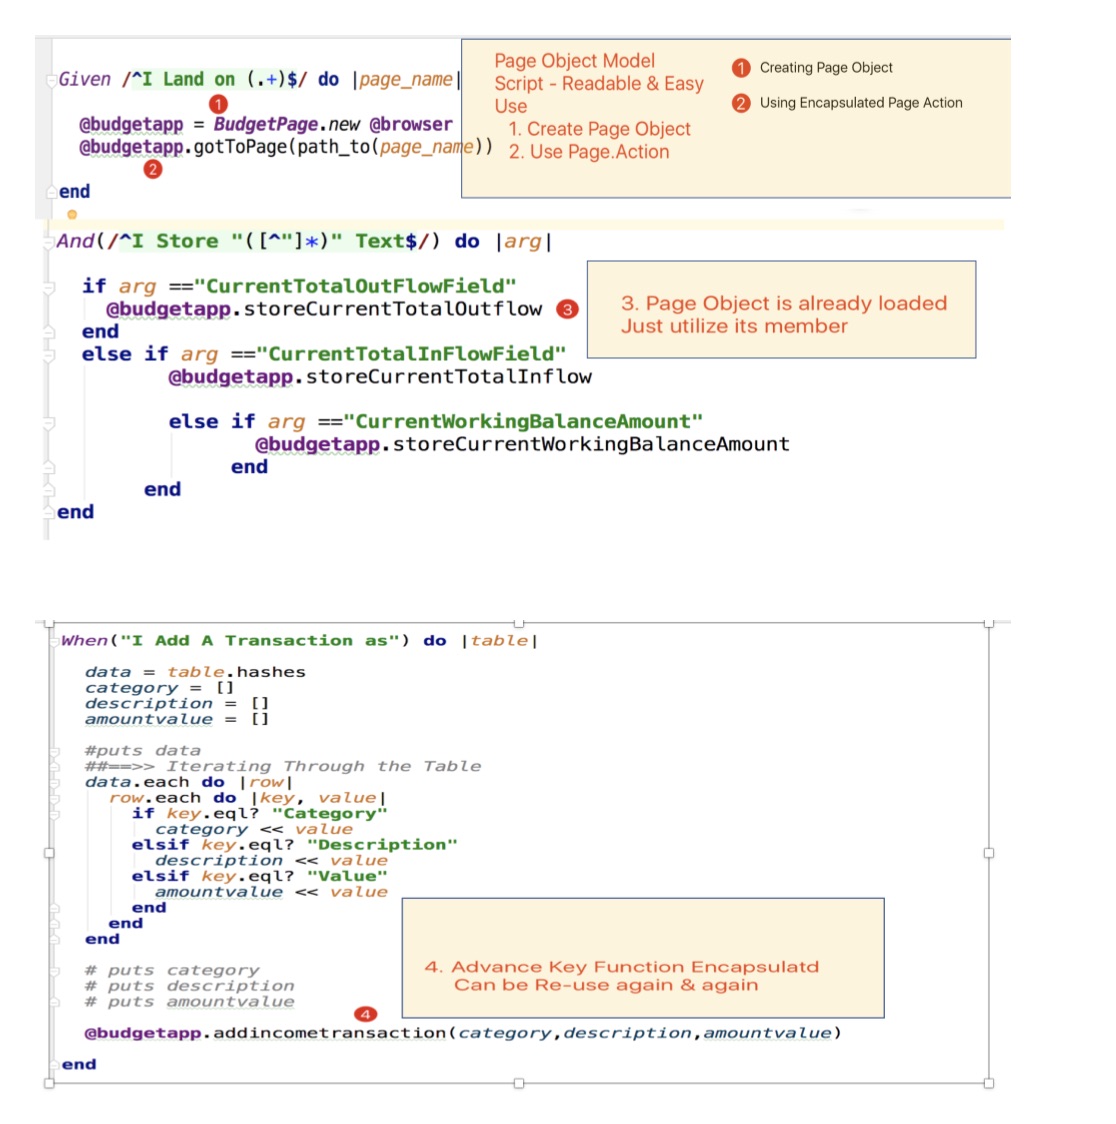 Given /^I Land on (.+)$/ do |page_name|
1
@budgetapp = BudgetPage.new @browser
@budgetapp.gotToPage(path_to(page_name))
2
end
Page Object Model
Script - Readable & Easy
Use
1. Create Page Object
2. Use Page.Action
1 Creating Page Object
2 Using Encapsulated Page Action
And(/^I Store "([^"]*)" Text$/) do |arg|
if arg =="CurrentTotalOutFlowField"
@budgetapp.storeCurrentTotalOutflow 3
end
else if arg =="CurrentTotalInFlowField"
@budgetapp.storeCurrentTotalInflow
else if arg =="CurrentWorkingBalanceAmount"
@budgetapp.storeCurrentWorkingBalanceAmount
end
end
end
3. Page Object is already loaded
Just utilize its member
When("I Add A Transaction as") do |table|
data = table.hashes
category = []
description = []
amountvalue = []
#puts data
##==>> Iterating Through the Table
data.each do |row|
row.each do |key, value|
if key.eql? "Category"
category << value
elsif key.eql? "Description"
description << value
elsif key.eql? "Value"
amountvalue << value
end
end
end
# puts category
# puts description
# puts amountvalue
4
@budgetapp.addincometransaction(category,description,amountvalue)
end
4. Advance Key Function Encapsulatd
Can be Re-use again & again